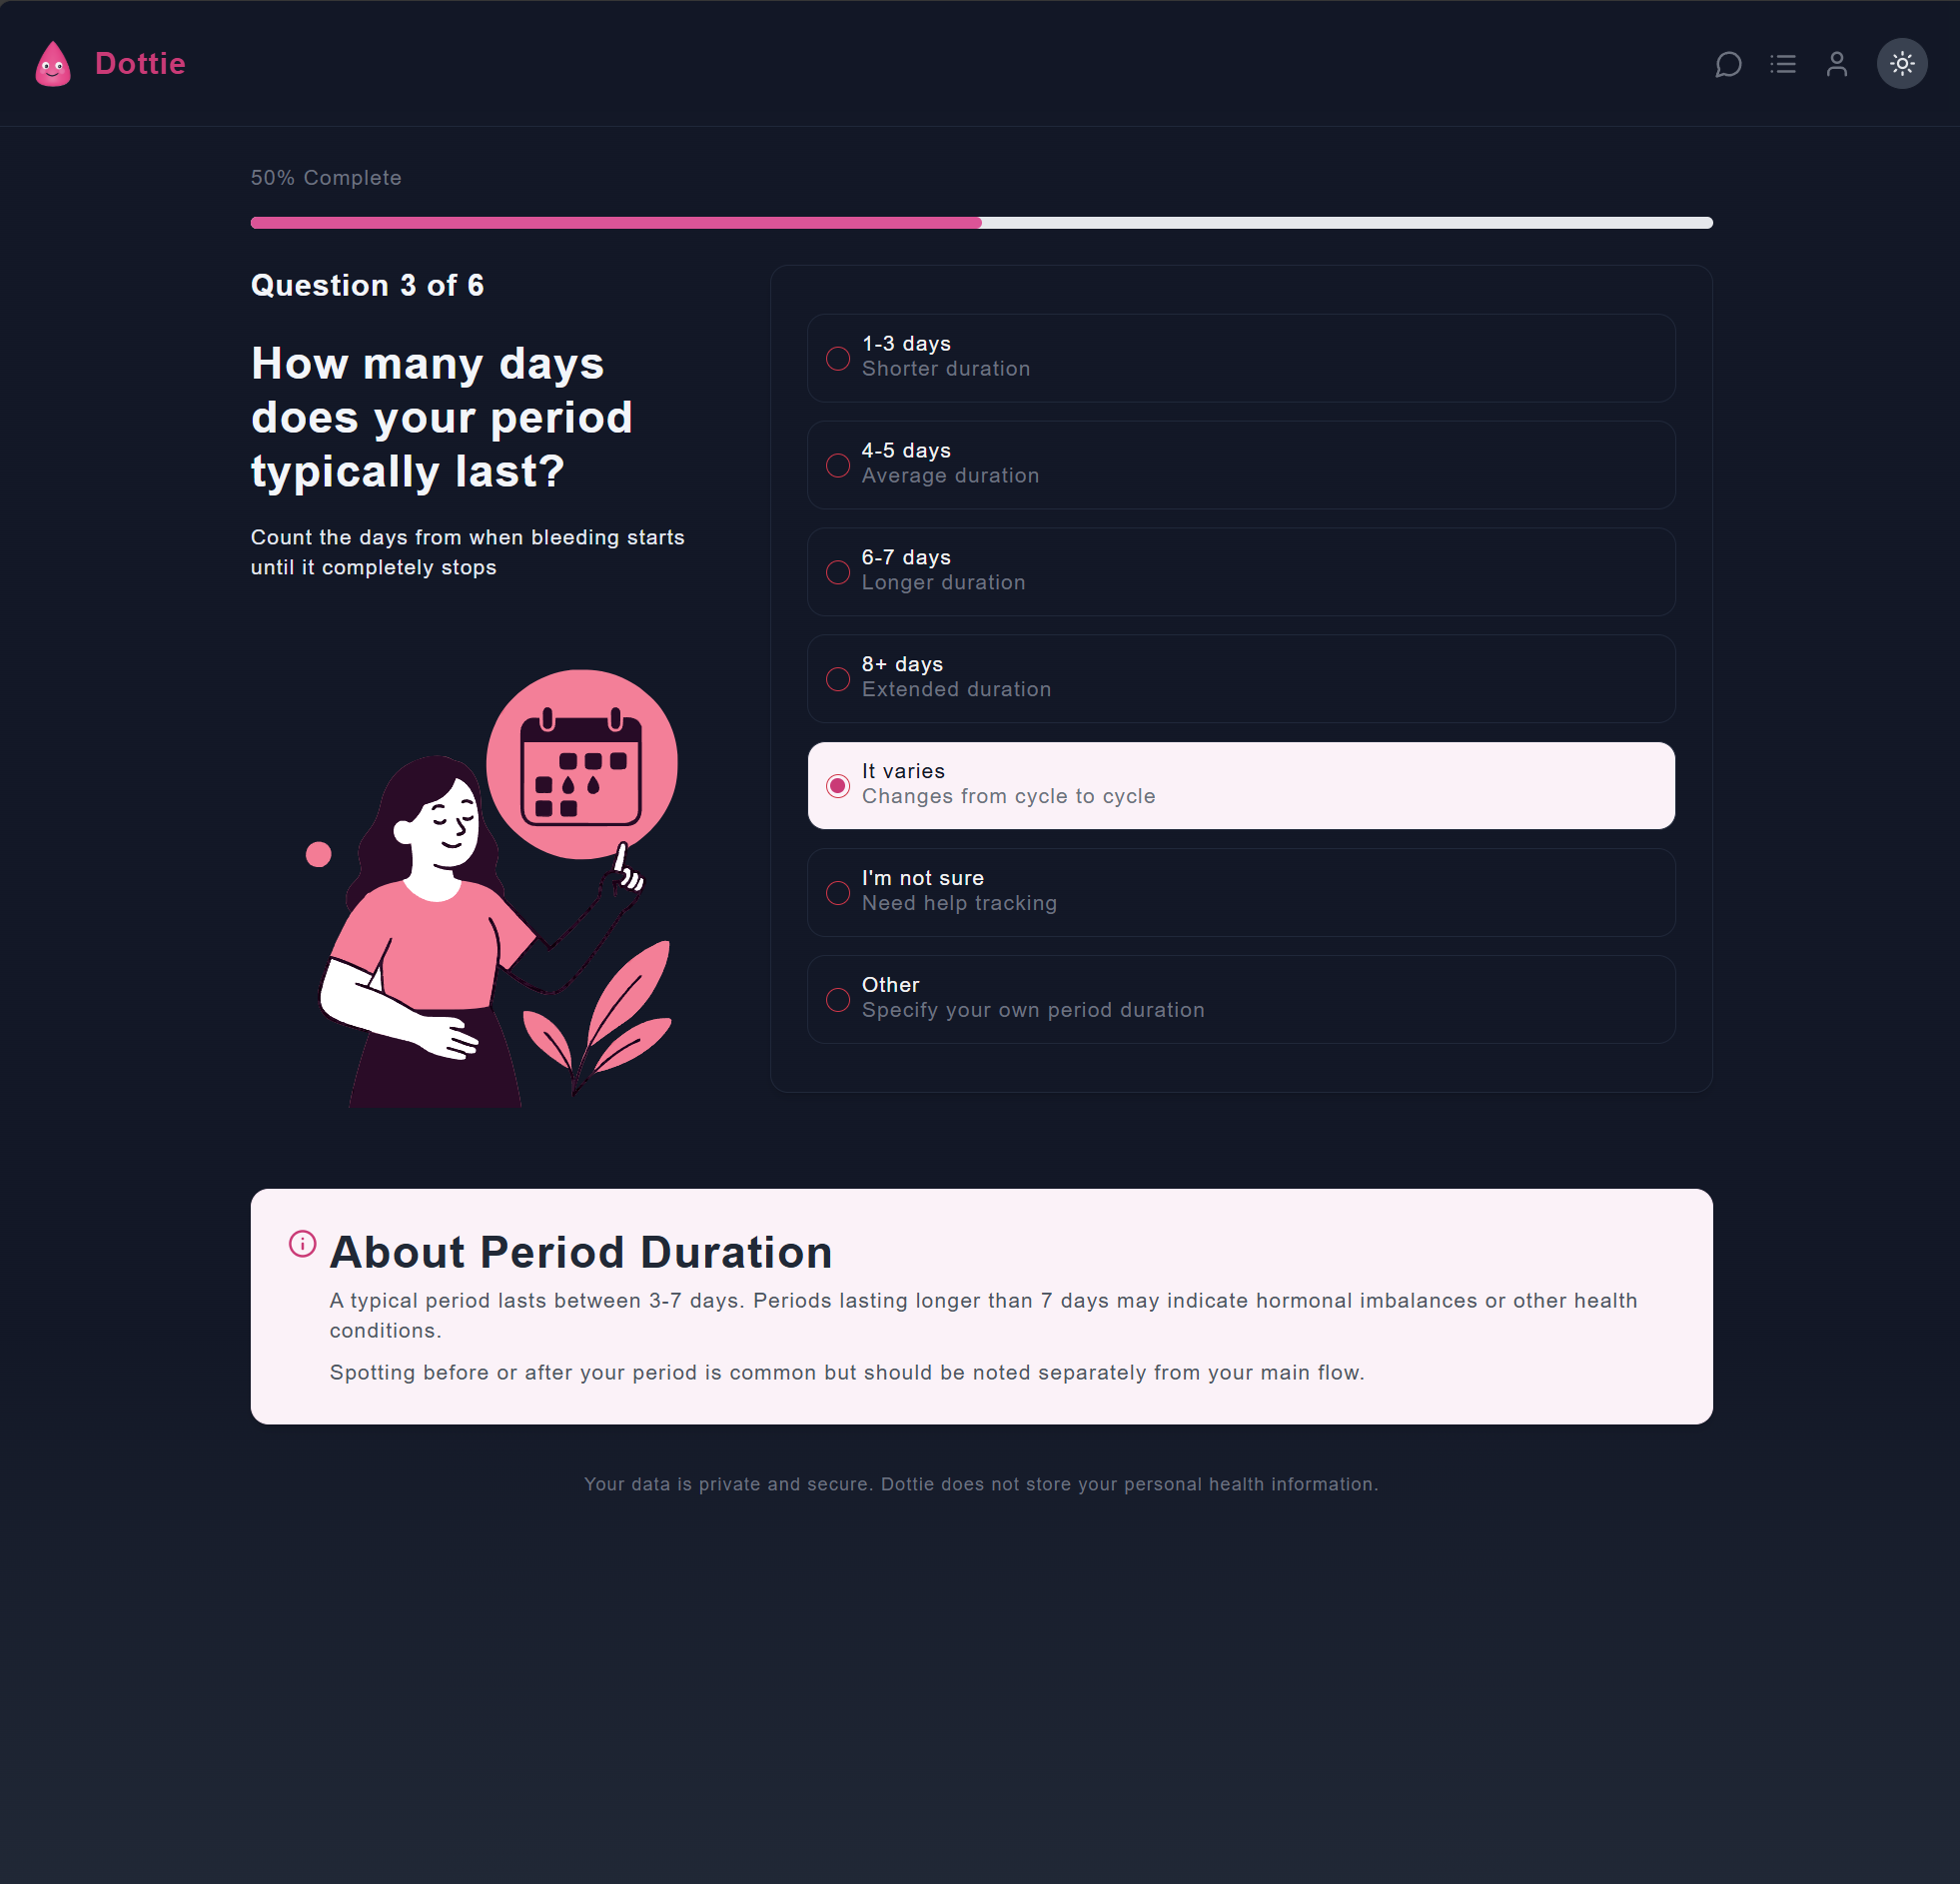 Dottie
50% Complete
Question 3 of 6
How many days
does your period
typically last?
Count the days from when bleeding starts
until it completely stops
1-3 days
Shorter duration
4-5 days
Average duration
6-7 days
Longer duration
8+ days
Extended duration
It varies
Changes from cycle to cycle
I'm not sure
Need help tracking
Other
Specify your own period duration
About Period Duration
A typical period lasts between 3-7 days. Periods lasting longer than 7 days may indicate hormonal imbalances or other health
conditions.
Spotting before or after your period is common but should be noted separately from your main flow.
Your data is private and secure. Dottie does not store your personal health information.